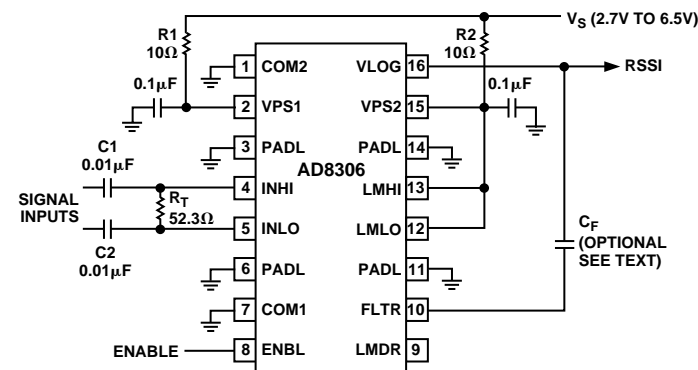 VS (2.7V TO 6.5V)
R1
10Ω
R2
10Ω
1 COM2
VLOG 16
RSSI
0.1µF
0.1µF
2 VPS1
VPS2 15
3 PADL
PADL 14
AD8306
C1
0.01µF
4 INHI
LMHI 13
SIGNAL
INPUTS
RT
52.3Ω
5 INLO
LMLO 12
C2
0.01µF
CF
(OPTIONAL
SEE TEXT)
6 PADL
PADL 11
7 COM1
FLTR 10
ENABLE
8 ENBL
LMDR 9